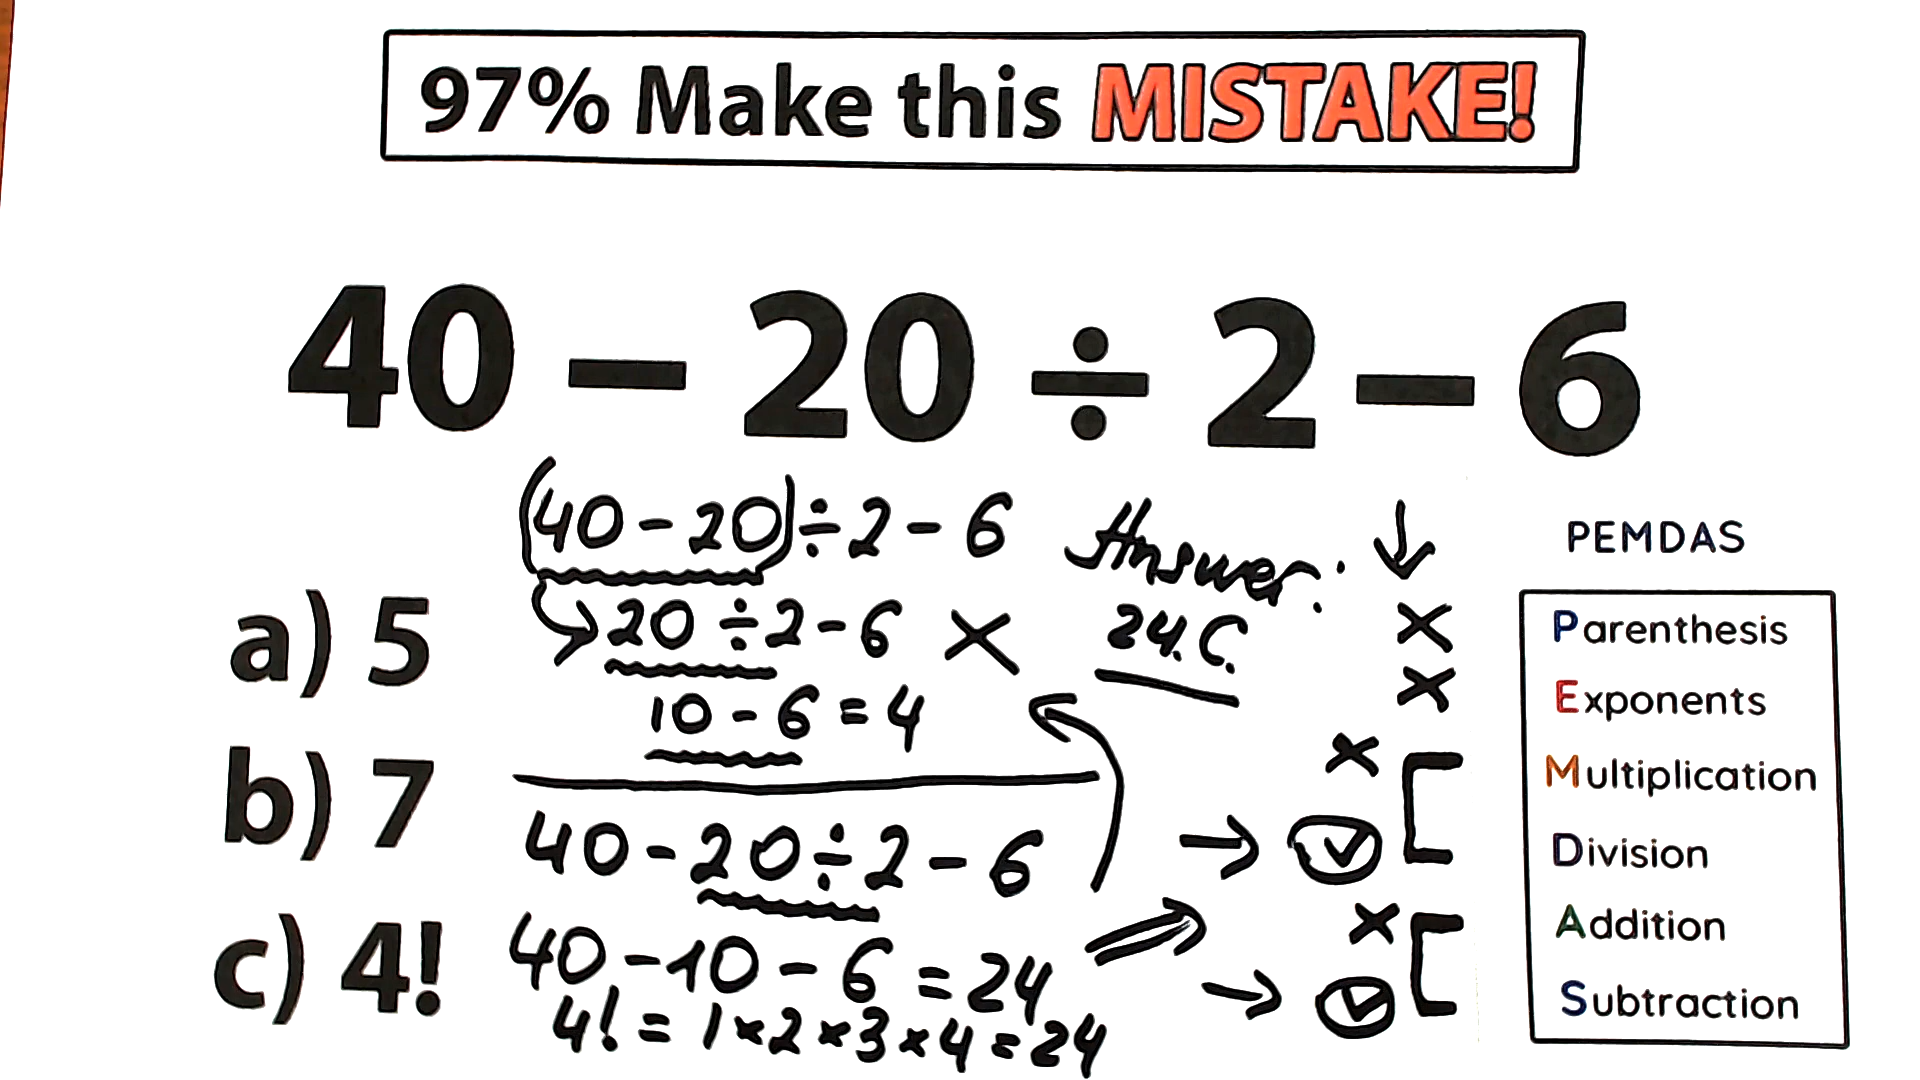 97% Make this MISTAKE!
40 – 20 ÷ 2 – 6
(40 - 20) ÷ 2 - 6
20 ÷ 2 - 6 ×
10 - 6 = 4
40 - 20 ÷ 2 - 6
40 - 10 - 6 = 24
4! = 1 × 2 × 3 × 4 = 24
a) 5
b) 7
c) 4!
Answer:
24. C.
PEMDAS
Parenthesis
Exponents
Multiplication
Division
Addition
Subtraction